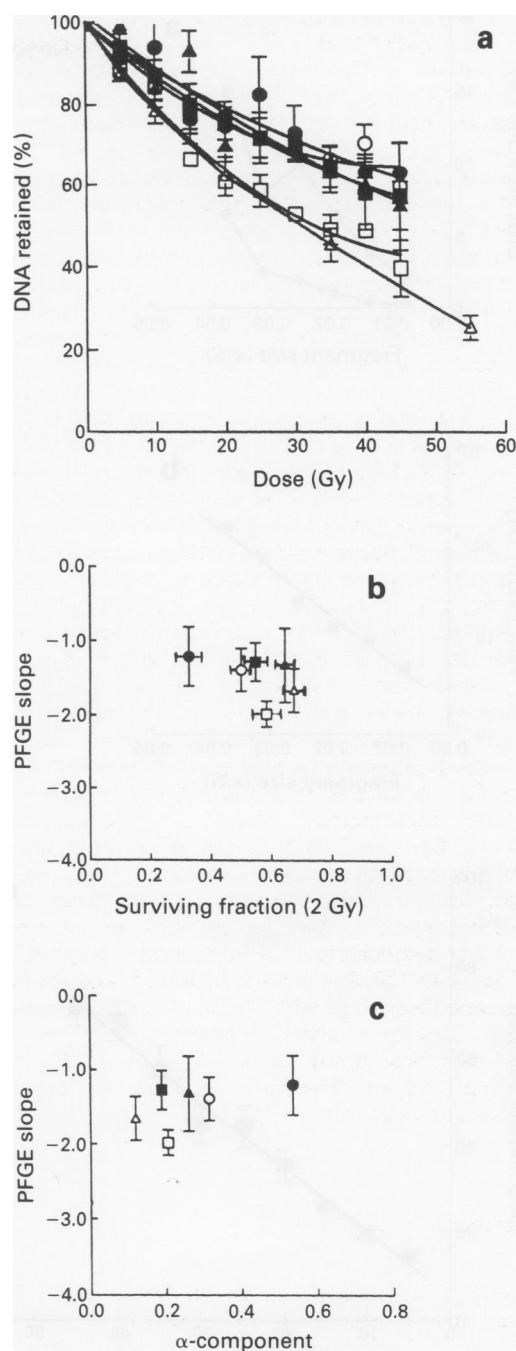 a
100
80
60
40
20
0
DNA retained (%)
0 10 20 30 40 50 60
Dose (Gy)
b
0.0
−1.0
−2.0
−3.0
−4.0
PFGE slope
0.0 0.2 0.4 0.6 0.8 1.0
Surviving fraction (2 Gy)
c
0.0
−1.0
−2.0
−3.0
−4.0
PFGE slope
0.0 0.2 0.4 0.6 0.8
α-component